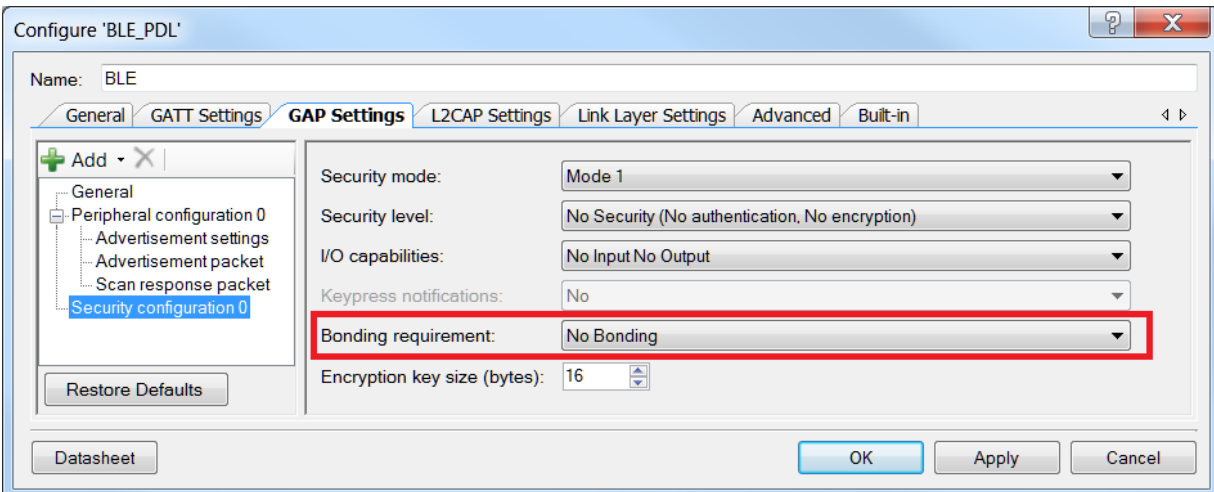 Configure 'BLE_PDL'
Name: BLE
General GATT Settings GAP Settings L2CAP Settings Link Layer Settings Advanced Built-in
Add
General
Peripheral configuration 0
Advertisement settings
Advertisement packet
Scan response packet
Security configuration 0
Restore Defaults
Security mode: Mode 1
Security level: No Security (No authentication, No encryption)
I/O capabilities: No Input No Output
Keypress notifications: No
Bonding requirement: No Bonding
Encryption key size (bytes): 16
Datasheet OK Apply Cancel